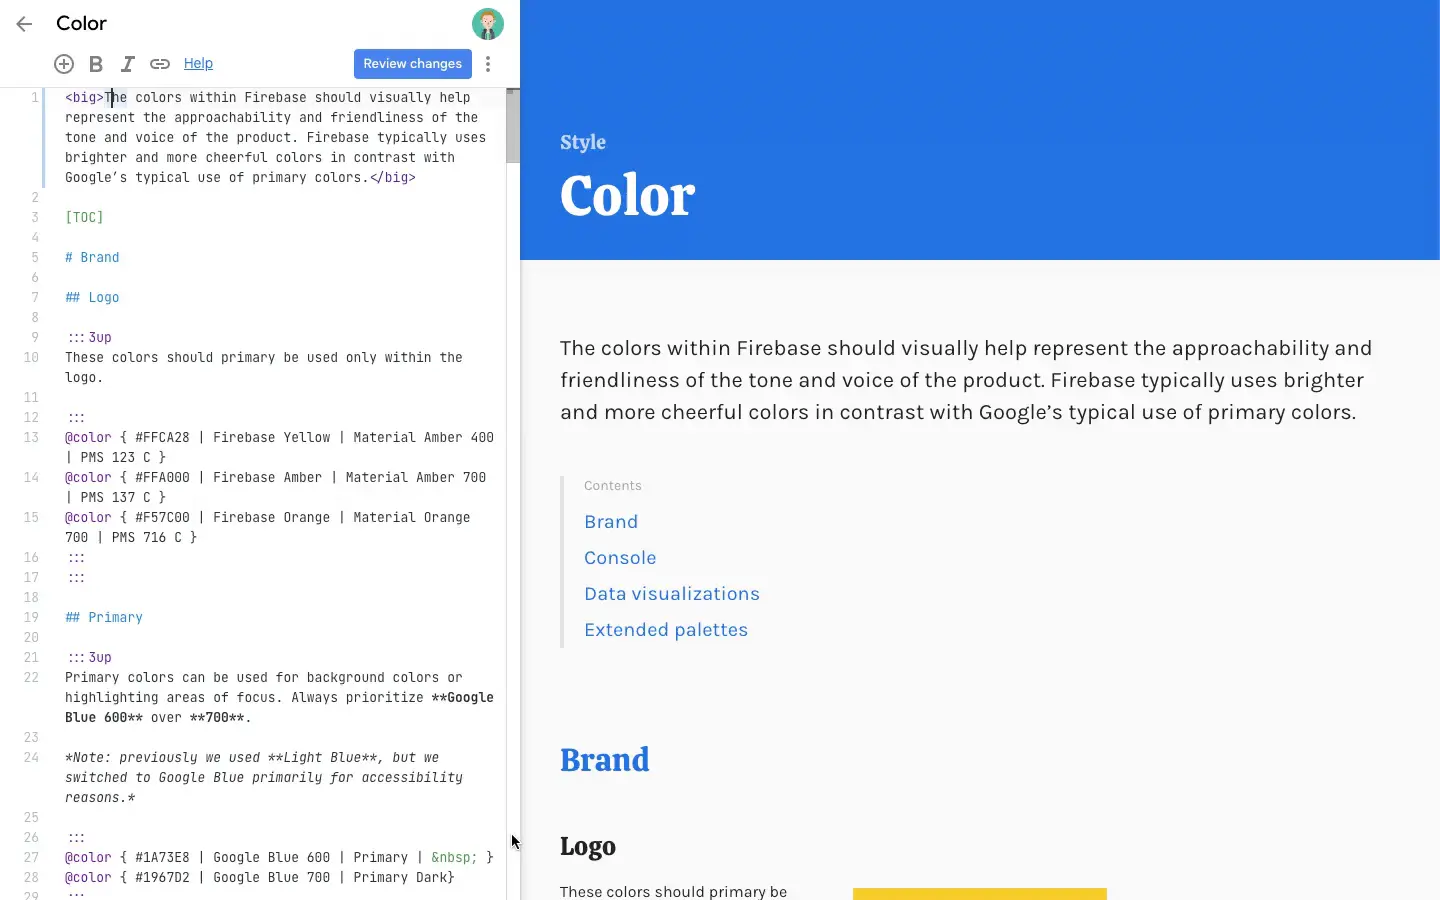 Color
Help
Review changes
1 <big>The colors within Firebase should visually help
represent the approachability and friendliness of the
tone and voice of the product. Firebase typically uses
brighter and more cheerful colors in contrast with
Google’s typical use of primary colors.</big>
2
3 [TOC]
4
5 # Brand
6
7 ## Logo
8
9 :::3up
10 These colors should primary be used only within the
logo.
11
12 :::
13 @color { #FFCA28 | Firebase Yellow | Material Amber 400
| PMS 123 C }
14 @color { #FFA000 | Firebase Amber | Material Amber 700
| PMS 137 C }
15 @color { #F57C00 | Firebase Orange | Material Orange
700 | PMS 716 C }
16 :::
17 :::
18
19 ## Primary
20
21 :::3up
22 Primary colors can be used for background colors or
highlighting areas of focus. Always prioritize **Google
Blue 600** over **700**.
23
24 *Note: previously we used **Light Blue**, but we
switched to Google Blue primarily for accessibility
reasons.*
25
26 :::
27 @color { #1A73E8 | Google Blue 600 | Primary | &nbsp; }
28 @color { #1967D2 | Google Blue 700 | Primary Dark}
29 :::
Style
Color
The colors within Firebase should visually help represent the approachability and
friendliness of the tone and voice of the product. Firebase typically uses brighter
and more cheerful colors in contrast with Google’s typical use of primary colors.
Contents
Brand
Console
Data visualizations
Extended palettes
Brand
Logo
These colors should primary be